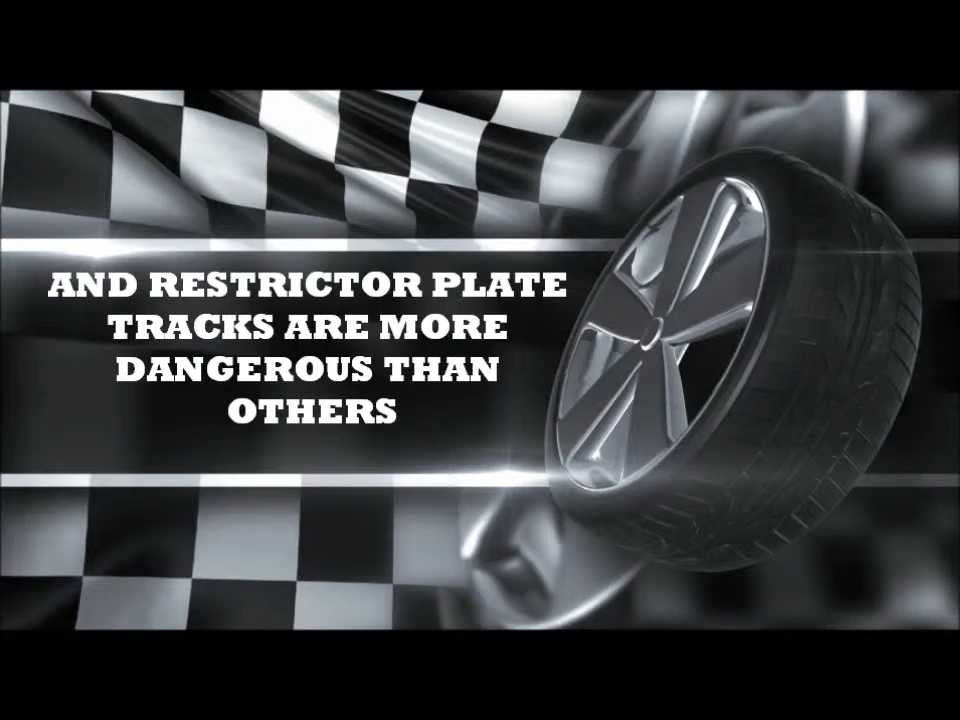 AND RESTRICTOR PLATE
TRACKS ARE MORE
DANGEROUS THAN
OTHERS